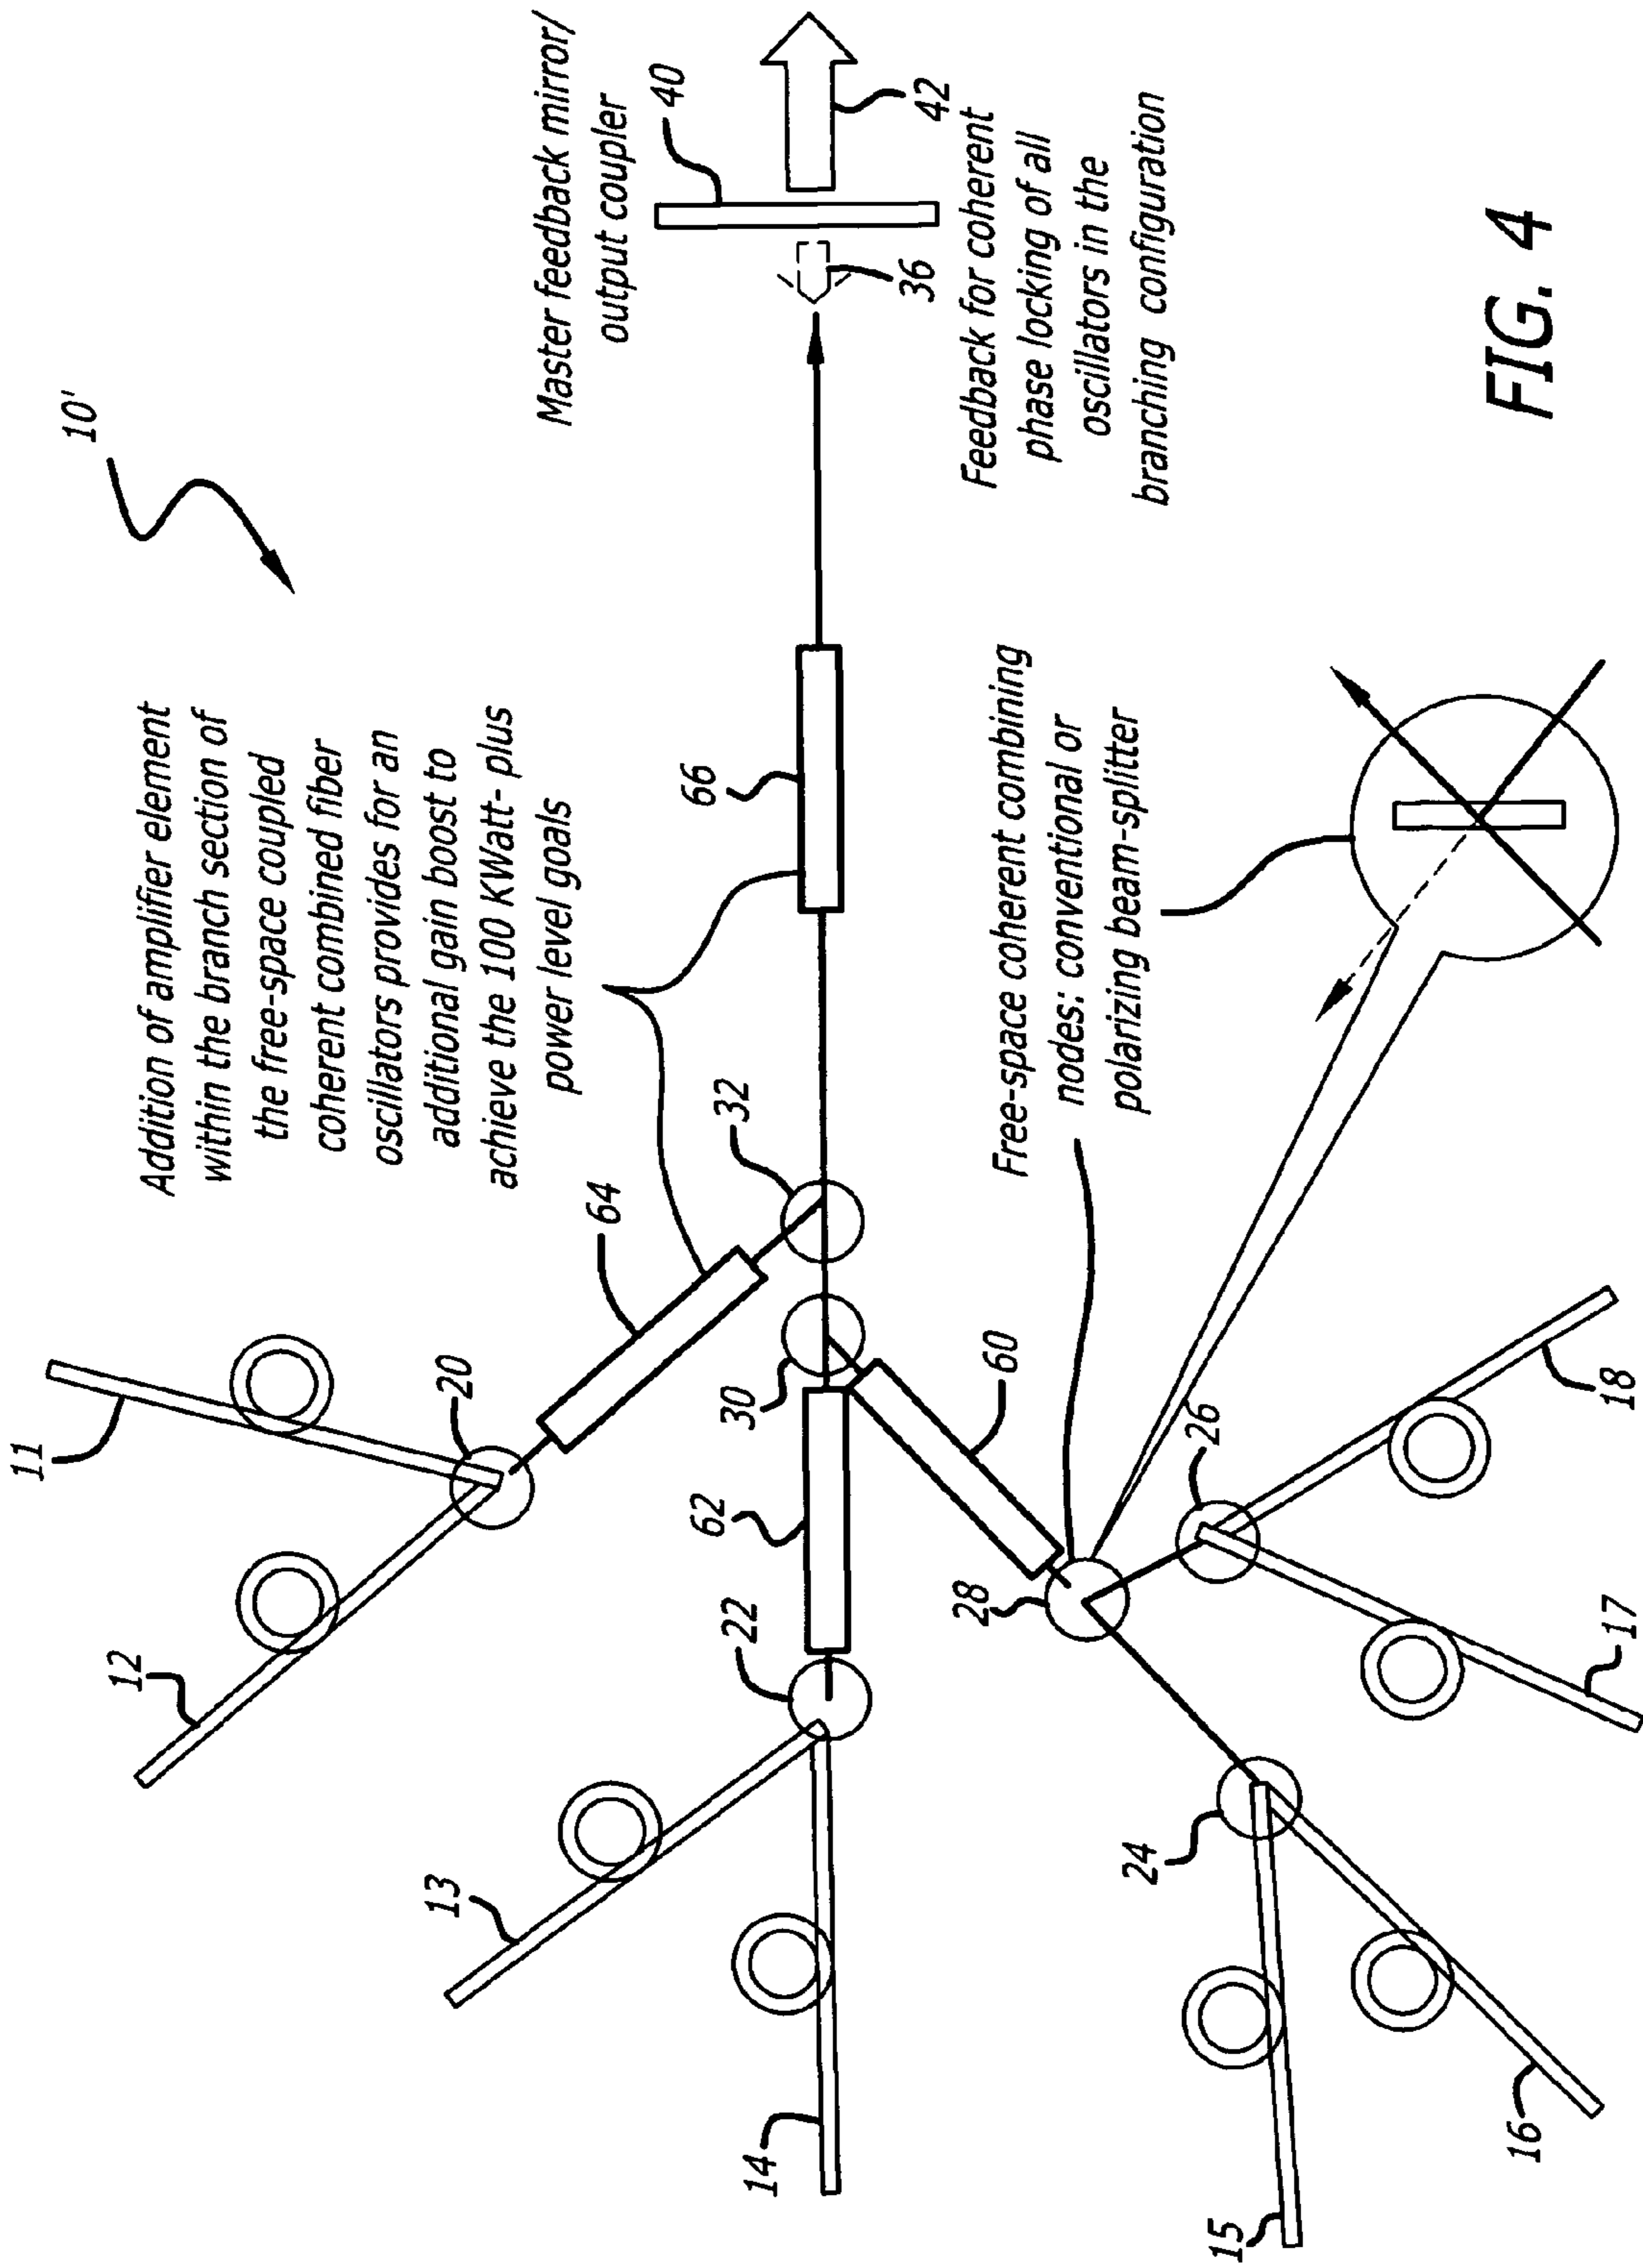 10'
Master feedback mirror/
output coupler
40
42
36
Feedback for coherent
phase locking of all
oscillators in the
branching configuration
Addition of amplifier element
within the branch section of
the free-space coupled
coherent combined fiber
oscillators provides for an
additional gain boost to
achieve the 100 KWatt- plus
power level goals
66
64
32
11
20
12
30
62
60
22
13
14
Free-space coherent combining
nodes: conventional or
polarizing beam-splitter
28
26
18
17
24
16
15
FIG. 4